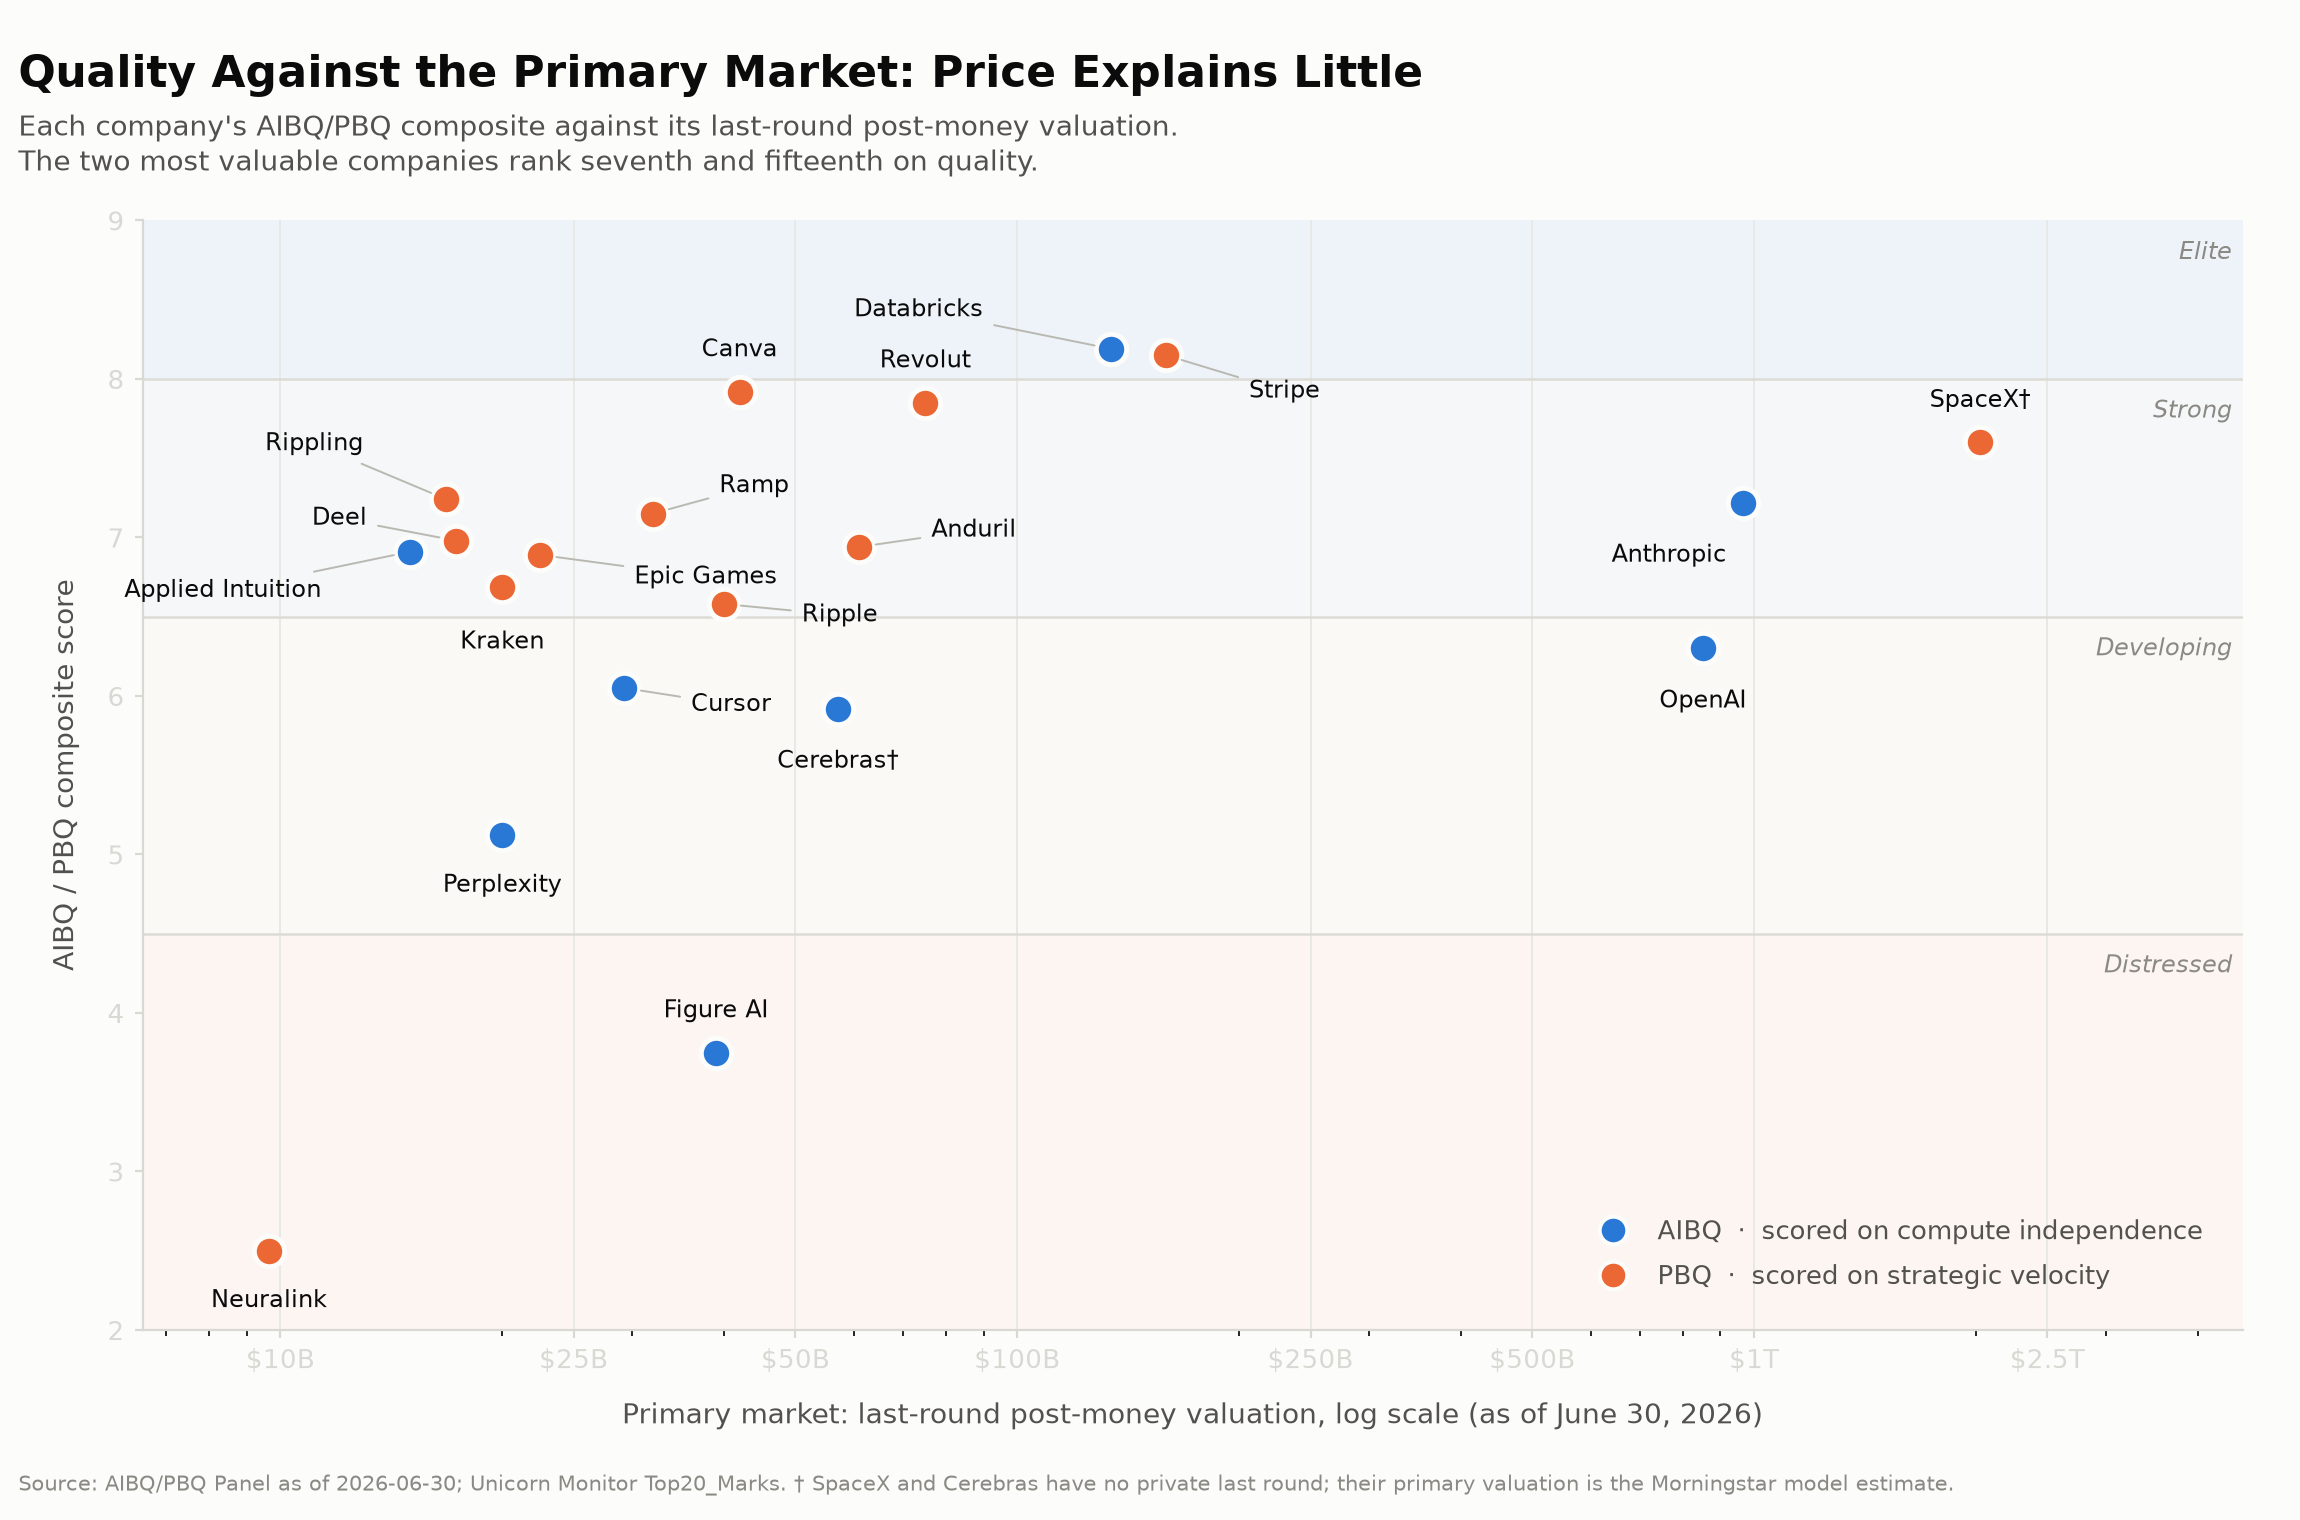 Quality Against the Primary Market: Price Explains Little
Each company's AIBQ/PBQ composite against its last-round post-money valuation.
The two most valuable companies rank seventh and fifteenth on quality.
9
Elite
Databricks
Canva
Revolut
8
Stripe
SpaceX†
Strong
Rippling
Ramp
Deel
Anduril
7
Anthropic
Applied Intuition
Epic Games
Ripple
Kraken
Developing
6
OpenAI
Cursor
Cerebras†
AIBQ / PBQ composite score
5
Perplexity
Distressed
4
Figure AI
3
AIBQ · scored on compute independence
PBQ · scored on strategic velocity
Neuralink
2
$10B $25B $50B $100B $250B $500B $1T $2.5T
Primary market: last-round post-money valuation, log scale (as of June 30, 2026)
Source: AIBQ/PBQ Panel as of 2026-06-30; Unicorn Monitor Top20_Marks. † SpaceX and Cerebras have no private last round; their primary valuation is the Morningstar model estimate.